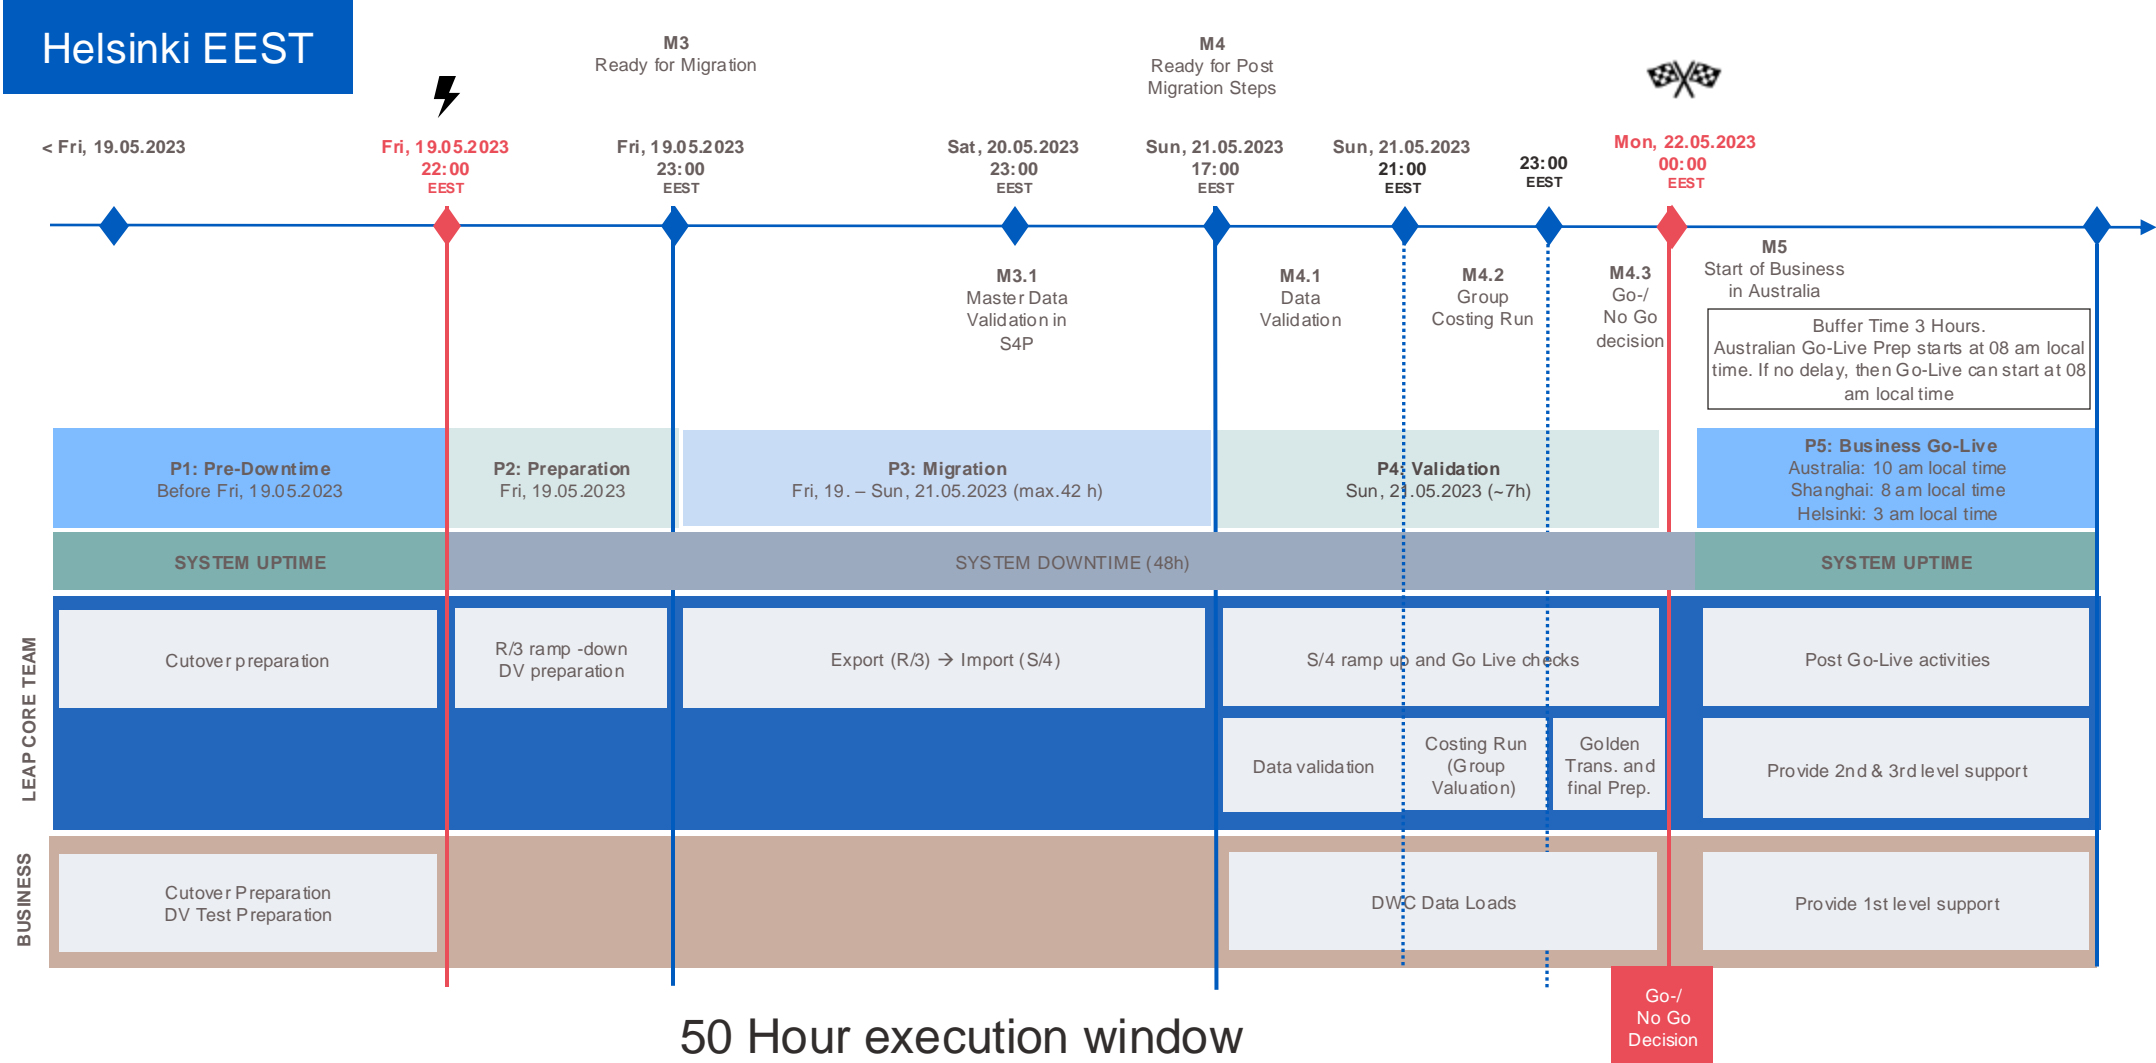 Helsinki EEST
M3
Ready for Migration
M4
Ready for Post
Migration Steps
< Fri, 19.05.2023
Fri, 19.05.2023
22:00
EEST
Fri, 19.05.2023
23:00
EEST
Sat, 20.05.2023
23:00
EEST
Sun, 21.05.2023
17:00
EEST
Sun, 21.05.2023
21:00
EEST
23:00
EEST
Mon, 22.05.2023
00:00
EEST
M3.1
Master Data
Validation in
S4P
M4.1
Data
Validation
M4.2
Group
Costing Run
M4.3
Go-/
No Go
decision
M5
Start of Business
in Australia
Buffer Time 3 Hours.
Australian Go-Live Prep starts at 08 am local
time. If no delay, then Go-Live can start at 08
am local time
P1: Pre-Downtime
Before Fri, 19.05.2023
P2: Preparation
Fri, 19.05.2023
P3: Migration
Fri, 19. – Sun, 21.05.2023 (max.42 h)
P4: Validation
Sun, 21.05.2023 (~7h)
P5: Business Go-Live
Australia: 10 am local time
Shanghai: 8 am local time
Helsinki: 3 am local time
SYSTEM UPTIME
SYSTEM DOWNTIME (48h)
SYSTEM UPTIME
LEAP CORE TEAM
Cutover preparation
R/3 ramp -down
DV preparation
Export (R/3) → Import (S/4)
S/4 ramp up and Go Live checks
Post Go-Live activities
Data validation
Costing Run
(Group
Valuation)
Golden
Trans. and
final Prep.
Provide 2nd & 3rd level support
BUSINESS
Cutover Preparation
DV Test Preparation
DWC Data Loads
Provide 1st level support
Go-/
No Go
Decision
50 Hour execution window